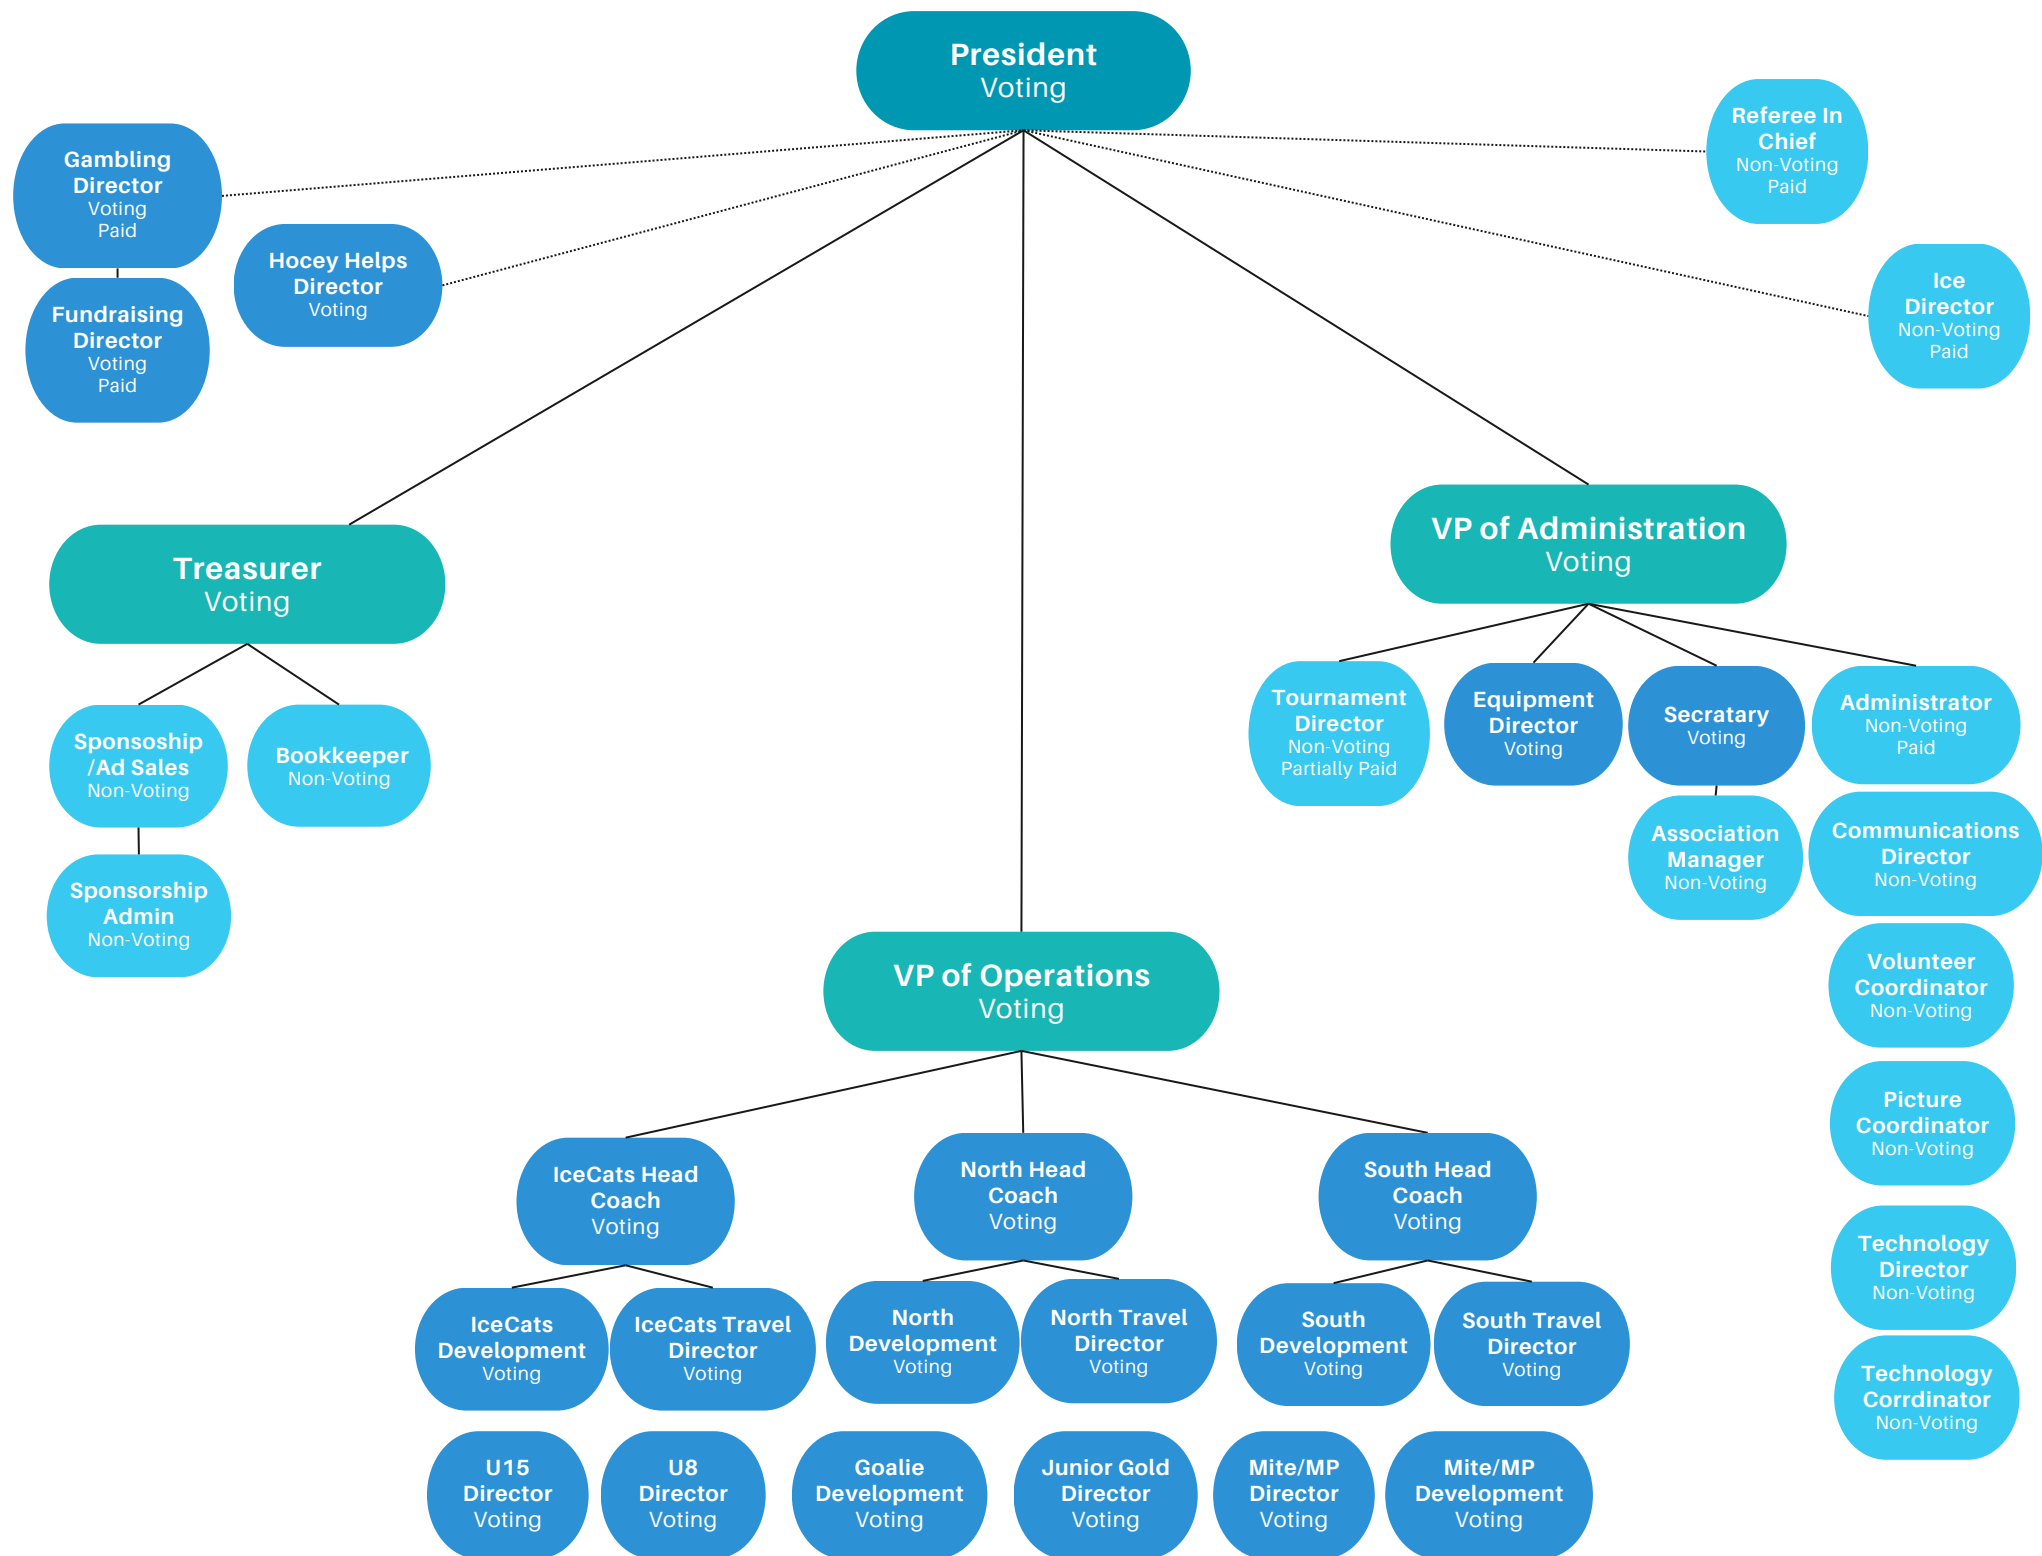 President
Voting
Referee In
Chief
Non-Voting
Paid
Gambling
Director
Voting
Paid
Hocey Helps
Director
Voting
Ice
Director
Non-Voting
Paid
Fundraising
Director
Voting
Paid
Treasurer
Voting
VP of Administration
Voting
Sponsoship
/Ad Sales
Non-Voting
Bookkeeper
Non-Voting
Sponsorship
Admin
Non-Voting
Tournament
Director
Non-Voting
Partially Paid
Equipment
Director
Voting
Secratary
Voting
Administrator
Non-Voting
Paid
Association
Manager
Non-Voting
Communications
Director
Non-Voting
Volunteer
Coordinator
Non-Voting
Picture
Coordinator
Non-Voting
Technology
Director
Non-Voting
Technology
Corrdinator
Non-Voting
VP of Operations
Voting
IceCats Head
Coach
Voting
North Head
Coach
Voting
South Head
Coach
Voting
IceCats
Development
Voting
IceCats Travel
Director
Voting
North
Development
Voting
North Travel
Director
Voting
South
Development
Voting
South Travel
Director
Voting
U15
Director
Voting
U8
Director
Voting
Goalie
Development
Voting
Junior Gold
Director
Voting
Mite/MP
Director
Voting
Mite/MP
Development
Voting